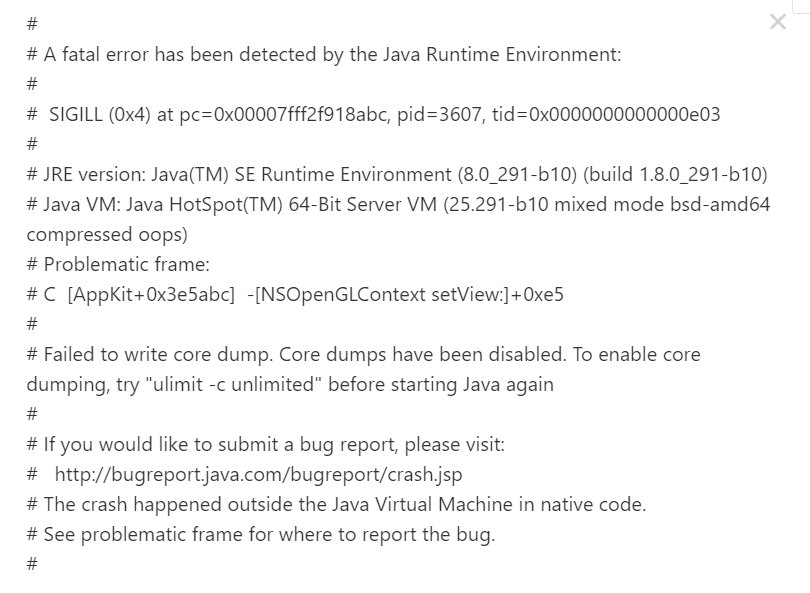 #
# A fatal error has been detected by the Java Runtime Environment:
#
#  SIGILL (0x4) at pc=0x00007fff2f918abc, pid=3607, tid=0x0000000000000e03
#
# JRE version: Java(TM) SE Runtime Environment (8.0_291-b10) (build 1.8.0_291-b10)
# Java VM: Java HotSpot(TM) 64-Bit Server VM (25.291-b10 mixed mode bsd-amd64
compressed oops)
# Problematic frame:
# C  [AppKit+0x3e5abc]  -[NSOpenGLContext setView:]+0xe5
#
# Failed to write core dump. Core dumps have been disabled. To enable core
dumping, try "ulimit -c unlimited" before starting Java again
#
# If you would like to submit a bug report, please visit:
#   http://bugreport.java.com/bugreport/crash.jsp
# The crash happened outside the Java Virtual Machine in native code.
# See problematic frame for where to report the bug.
#